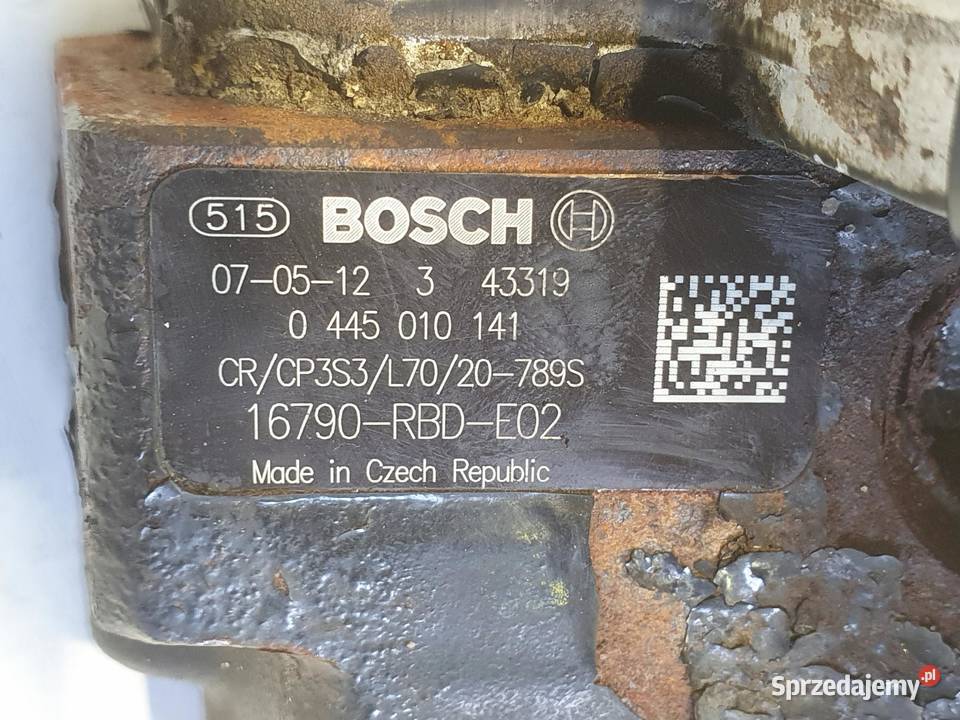 515 BOSCH
07-05-12 3 43319
0 445 010 141
CR/CP3S3/L70/20-789S
16790-RBD-E02
Made in Czech Republic
Sprzedajemy.pl